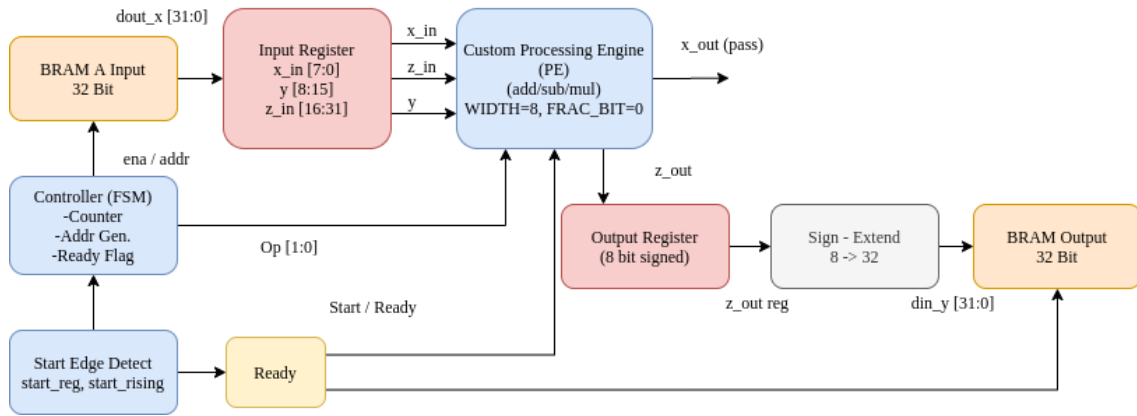 dout_x [31:0]
BRAM A Input
32 Bit
Input Register
x_in [7:0]
y [8:15]
z_in [16:31]
x_in
z_in
y
Custom Processing Engine
(PE)
(add/sub/mul)
WIDTH=8, FRAC_BIT=0
x_out (pass)
ena / addr
z_out
Controller (FSM)
-Counter
-Addr Gen.
-Ready Flag
Op [1:0]
Output Register
(8 bit signed)
Sign - Extend
8 -> 32
BRAM Output
32 Bit
z_out reg
din_y [31:0]
Start / Ready
Start Edge Detect
start_reg, start_rising
Ready